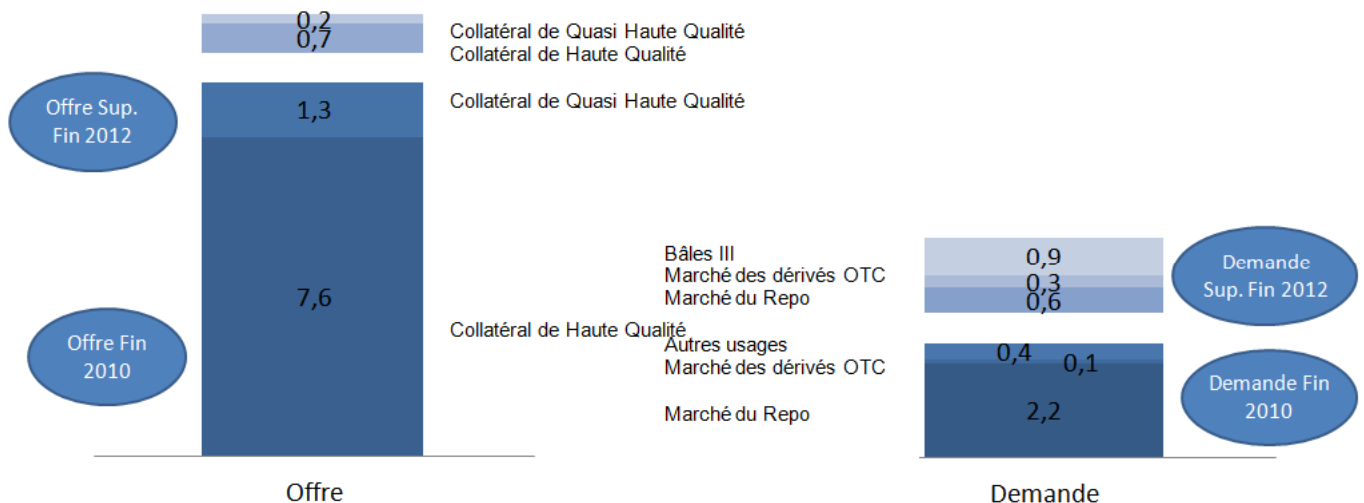 0,2
0,7
Collatéral de Quasi Haute Qualité
Collatéral de Haute Qualité
Offre Sup.
Fin 2012
1,3
Collatéral de Quasi Haute Qualité
7,6
Collatéral de Haute Qualité
Offre Fin
2010
Offre
Bâles III
Marché des dérivés OTC
Marché du Repo
0,9
0,3
0,6
Demande
Sup. Fin 2012
Autres usages
Marché des dérivés OTC
Marché du Repo
0,4
0,1
2,2
Demande Fin
2010
Demande